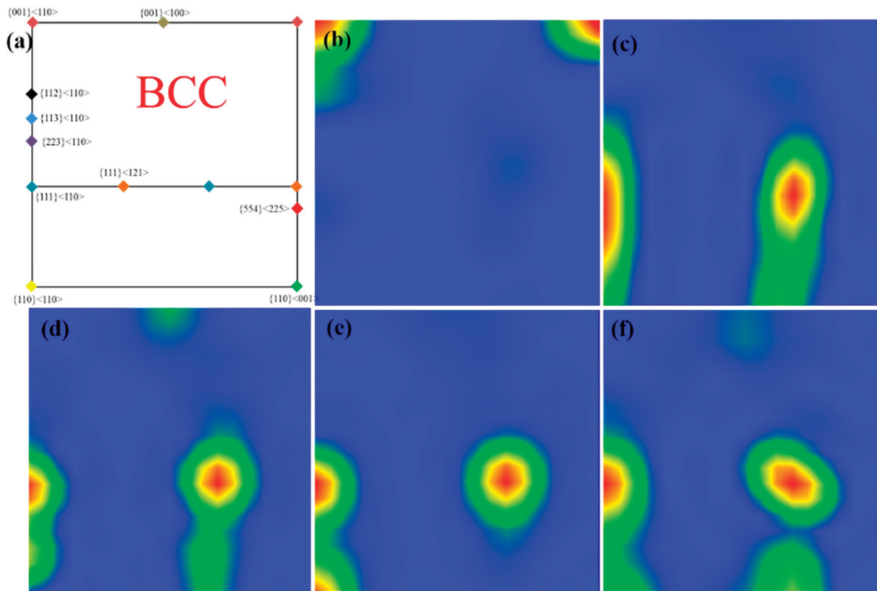 {001}<110>
{001}<100>
(a)
(b)
(c)
BCC
{112}<110>
{113}<110>
{223}<110>
{111}<121>
{111}<110>
{554}<225>
{110}<110>
{110}<001>
(d)
(e)
(f)